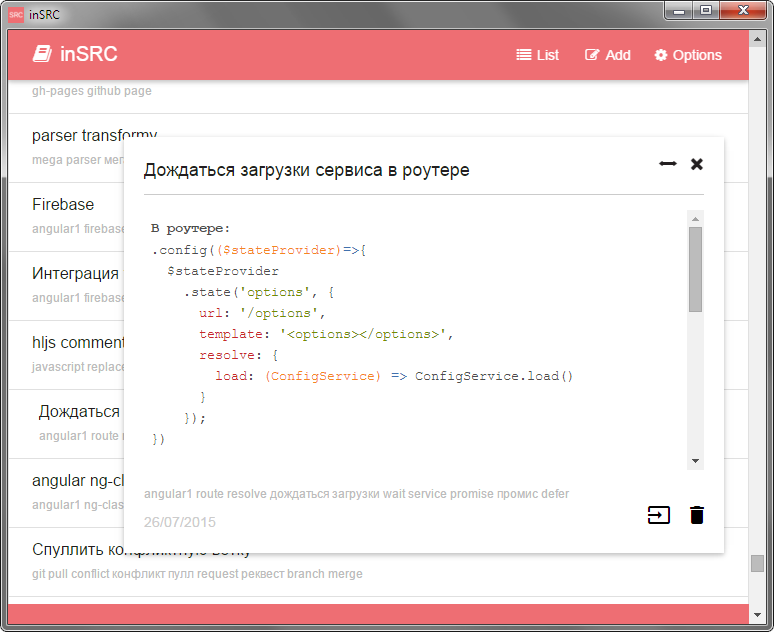 SRC inSRC
inSRC List Add Options
gh-pages github page
parser transformy
mega parser
Firebase
angular1 firebase
Интеграция
angular1 firebase
hljs comment
javascript replace
Дождаться
angular1 route
angular ng-cl
angular1 ng-clas
Спуллить конфликтную ветку
git pull conflict конфликт пулл request реквест branch merge
Дождаться загрузки сервиса в роутере
В роутере:
.config(($stateProvider)=>{
$stateProvider
.state('options', {
url: '/options',
template: '<options></options>',
resolve: {
load: (ConfigService) => ConfigService.load()
}
});
})
angular1 route resolve дождаться загрузки wait service promise промис defer
26/07/2015